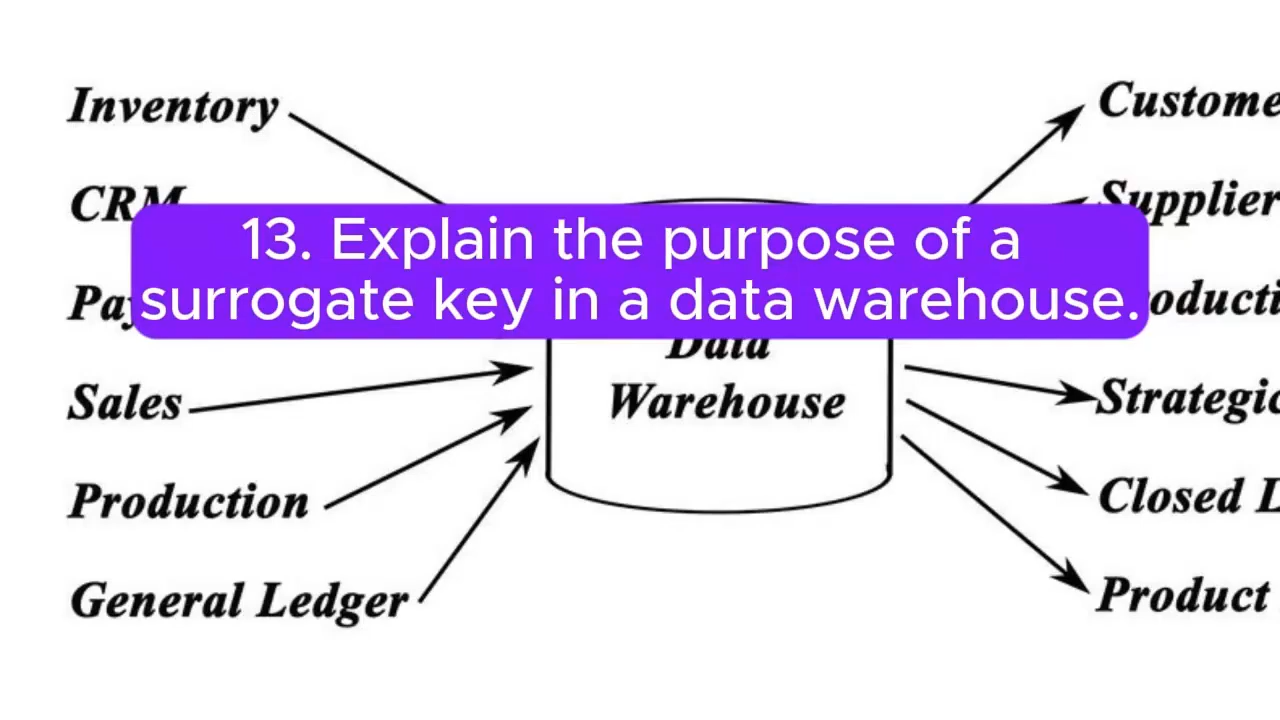 Inventory
Custome
CRM
Supplier
13. Explain the purpose of a
surrogate key in a data warehouse.
Pay
oducti
Data
Warehouse
Sales
Strategic
Production
Closed L
General Ledger
Product